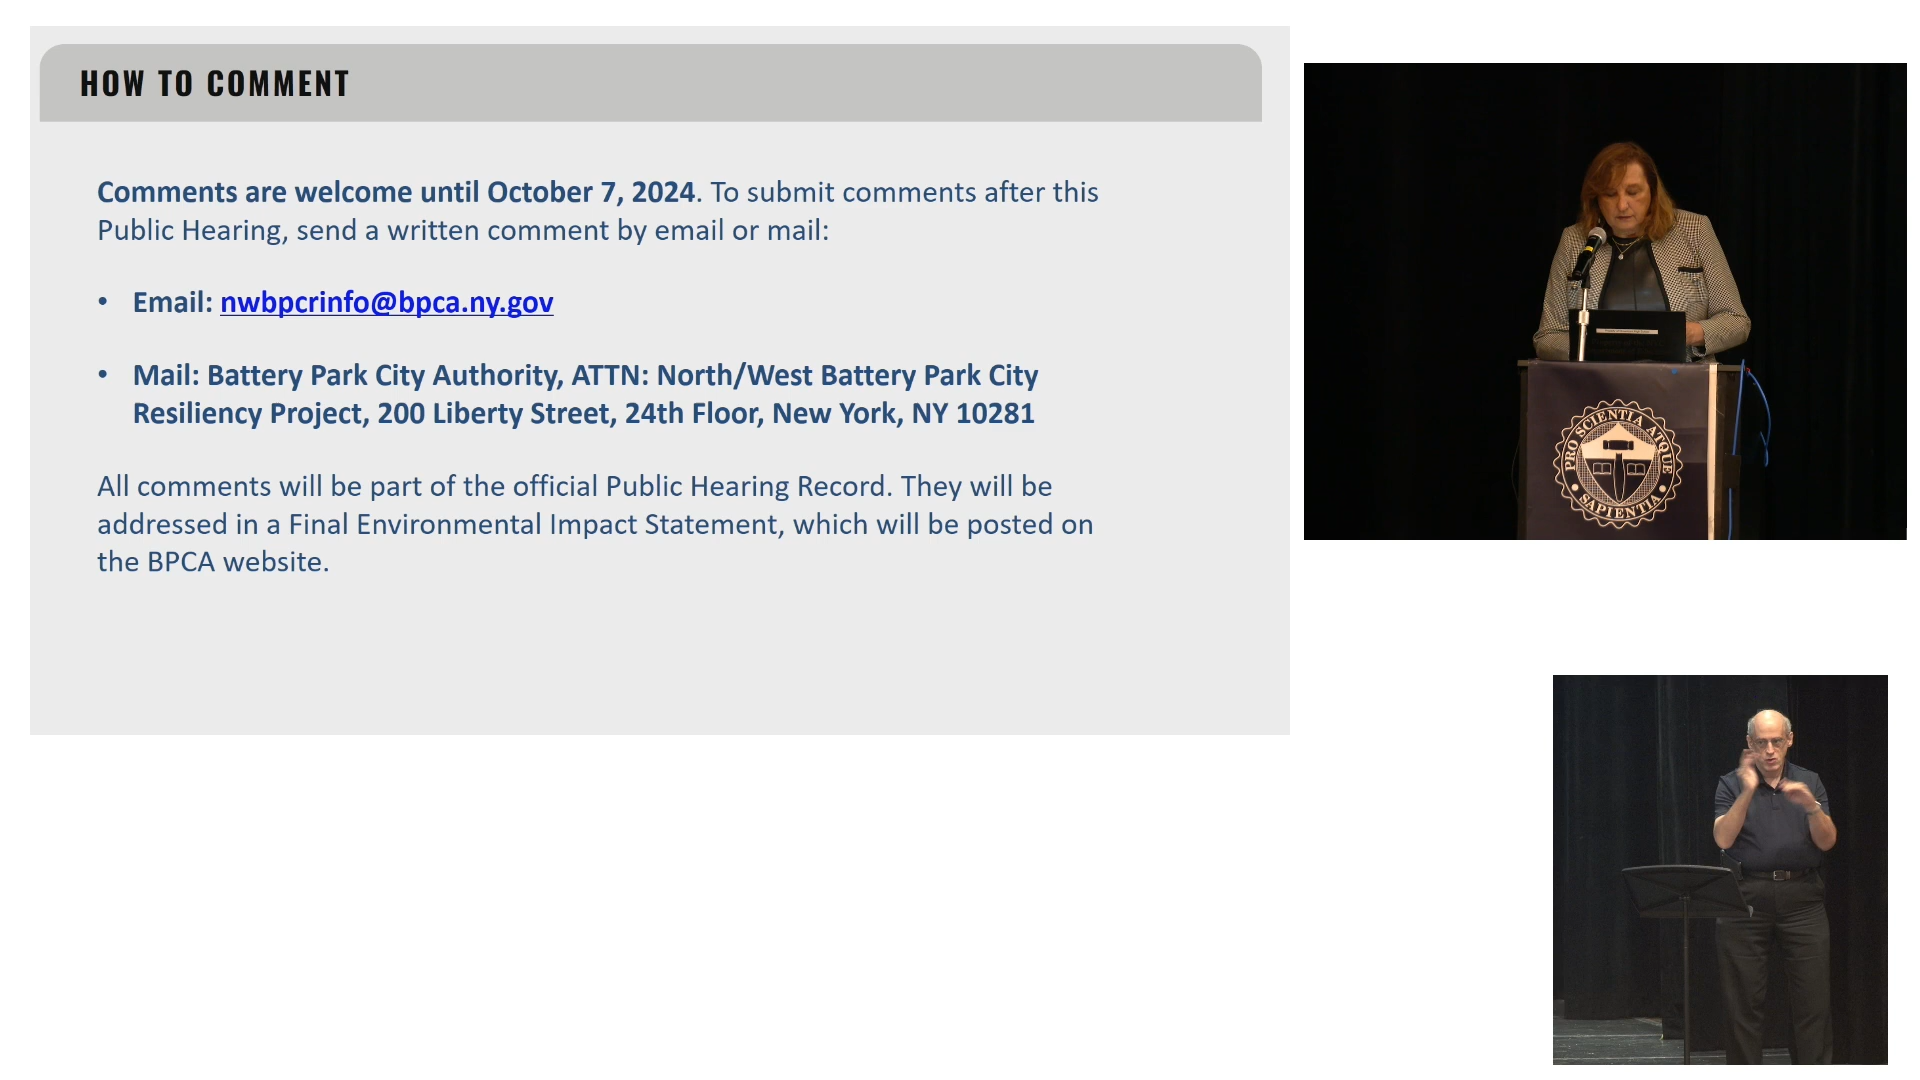 HOW TO COMMENT
Comments are welcome until October 7, 2024. To submit comments after this
Public Hearing, send a written comment by email or mail:
• Email: nwbpcrinfo@bpca.ny.gov
• Mail: Battery Park City Authority, ATTN: North/West Battery Park City
Resiliency Project, 200 Liberty Street, 24th Floor, New York, NY 10281
All comments will be part of the official Public Hearing Record. They will be
addressed in a Final Environmental Impact Statement, which will be posted on
the BPCA website.
PRO SCIENTIA ATQUE
SAPIENTIA